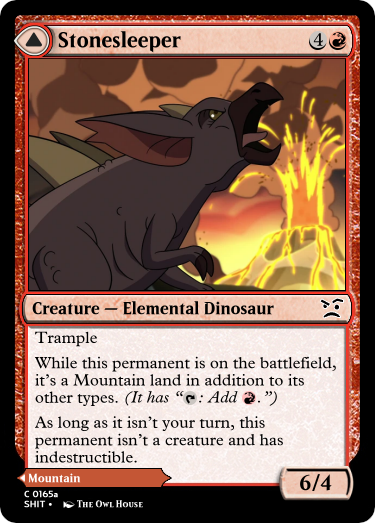 Stonesleeper 4
Creature — Elemental Dinosaur
Trample
While this permanent is on the battlefield,
it's a Mountain land in addition to its
other types. (It has “: Add .”)
As long as it isn't your turn, this
permanent isn't a creature and has
indestructible.
Mountain
6/4
C 0165a
SHIT • The Owl House